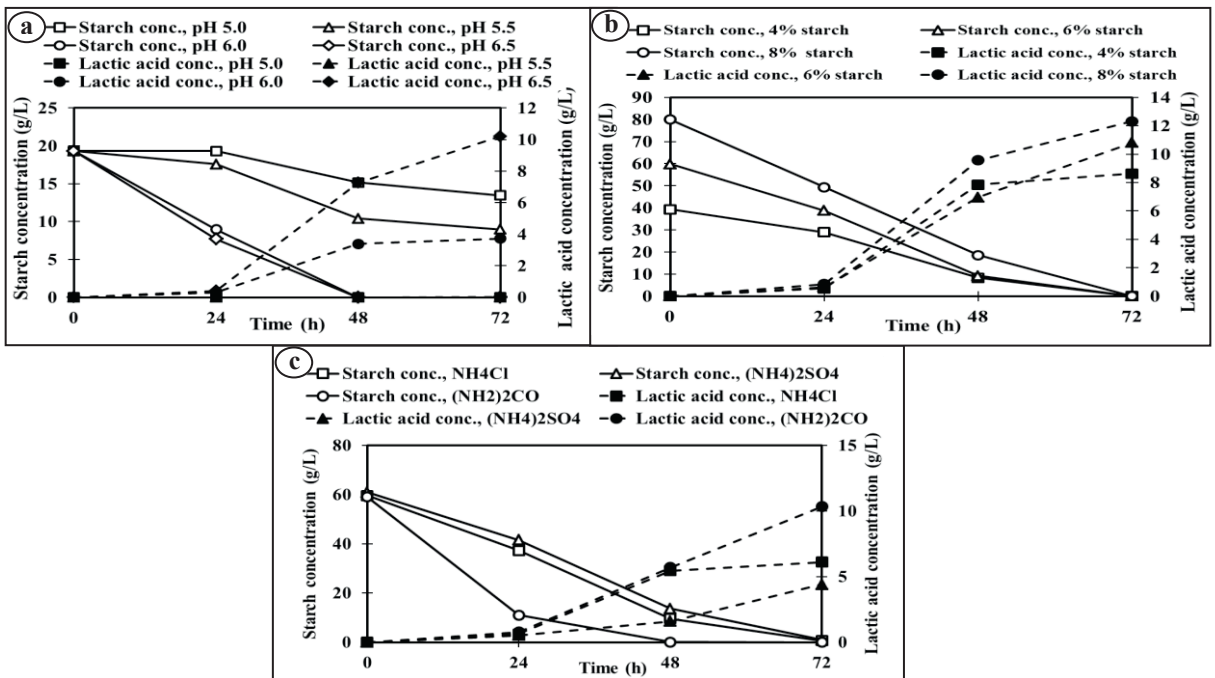 a
Starch conc., pH 5.0
Starch conc., pH 5.5
Starch conc., pH 6.0
Starch conc., pH 6.5
Lactic acid conc., pH 5.0
Lactic acid conc., pH 5.5
Lactic acid conc., pH 6.0
Lactic acid conc., pH 6.5
Starch concentration (g/L)
25
20
15
10
5
0
0
24
48
72
Time (h)
12
10
8
6
4
2
0
Lactic acid concentration (g/L)
b
Starch conc., 4% starch
Starch conc., 6% starch
Starch conc., 8% starch
Lactic acid conc., 4% starch
Lactic acid conc., 6% starch
Lactic acid conc., 8% starch
Starch concentration (g/L)
90
80
70
60
50
40
30
20
10
0
0
24
48
72
Time (h)
14
12
10
8
6
4
2
0
Lactic acid concentration (g/L)
c
Starch conc., NH4Cl
Starch conc., (NH4)2SO4
Starch conc., (NH2)2CO
Lactic acid conc., NH4Cl
Lactic acid conc., (NH4)2SO4
Lactic acid conc., (NH2)2CO
Starch concentration (g/L)
80
60
40
20
0
0
24
48
72
Time (h)
15
10
5
0
Lactic acid concentration (g/L)